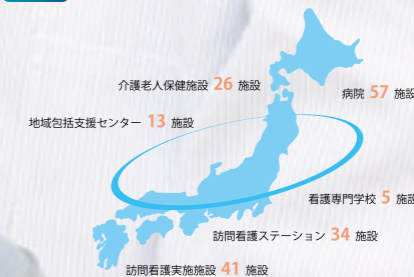 介護老人保健施設 26 施設
病院 57 施設
地域包括支援センター 13 施設
看護専門学校 5 施設
訪問看護ステーション 34 施設
訪問看護実施施設 41 施設